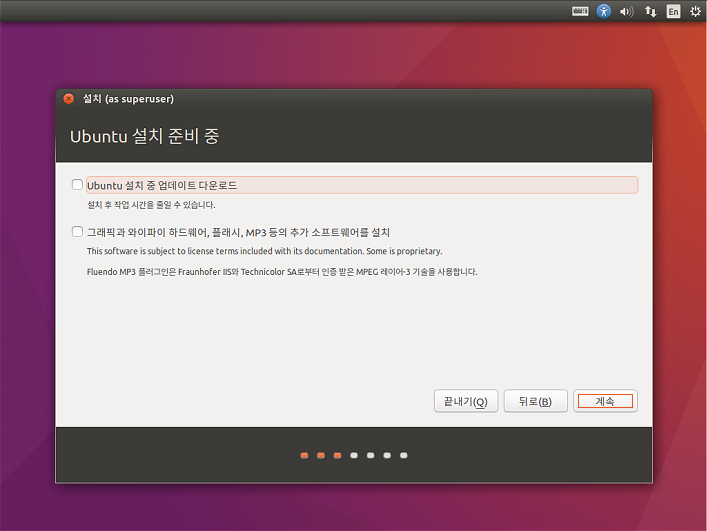 En
설치 (as superuser)
Ubuntu 설치 준비 중
Ubuntu 설치 중 업데이트 다운로드
설치 후 작업 시간을 줄일 수 있습니다.
그래픽과 와이파이 하드웨어, 플래시, MP3 등의 추가 소프트웨어를 설치
This software is subject to license terms included with its documentation. Some is proprietary.
Fluendo MP3 플러그인은 Fraunhofer IIS와 Technicolor SA로부터 인증 받은 MPEG 레이어-3 기술을 사용합니다.
끝내기(Q) 뒤로(B) 계속